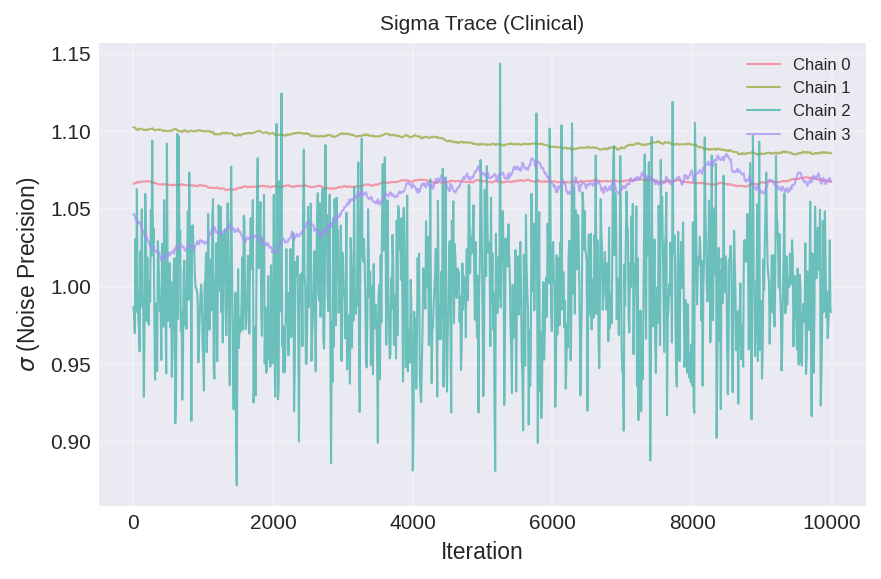 Sigma Trace (Clinical)
1.15
1.10
1.05
1.00
0.95
0.90
σ (Noise Precision)
Chain 0
Chain 1
Chain 2
Chain 3
0 2000 4000 6000 8000 10000
Iteration